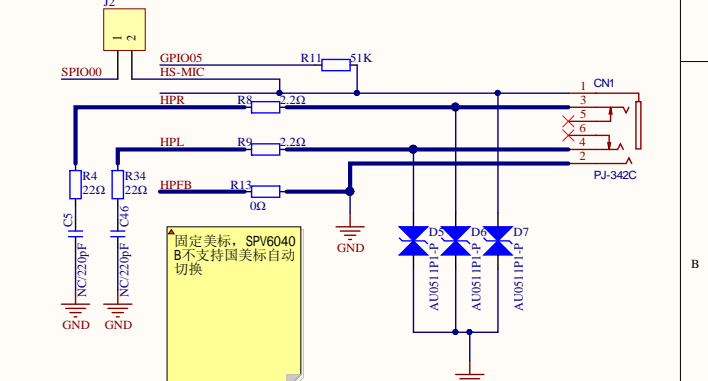 J2
1 2
GPIO05 R11 51K
SPIO00 HS-MIC
1 CN1
HPR R8 2.2Ω 3
5
6
HPL R9 2.2Ω 4
2
PJ-342C
R4 R34 HPFB R13
22Ω 22Ω
0Ω
C5 C46
GND
D5 D6 D7
固定美标，SPV6040
B不支持国美标自动
切换
NC/220pF NC/220pF
AU0511P1-P AU0511P1-P AU0511P1-P
GND GND
B